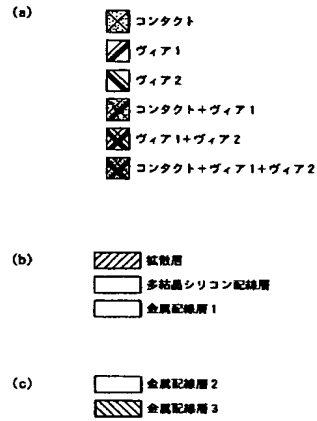 (a)
コンタクト
ヴィア1
ヴィア2
コンタクト+ヴィア1
ヴィア1+ヴィア2
コンタクト+ヴィア1+ヴィア2
(b)
拡散層
多結晶シリコン配線層
金属配線層1
(c)
金属配線層2
金属配線層3